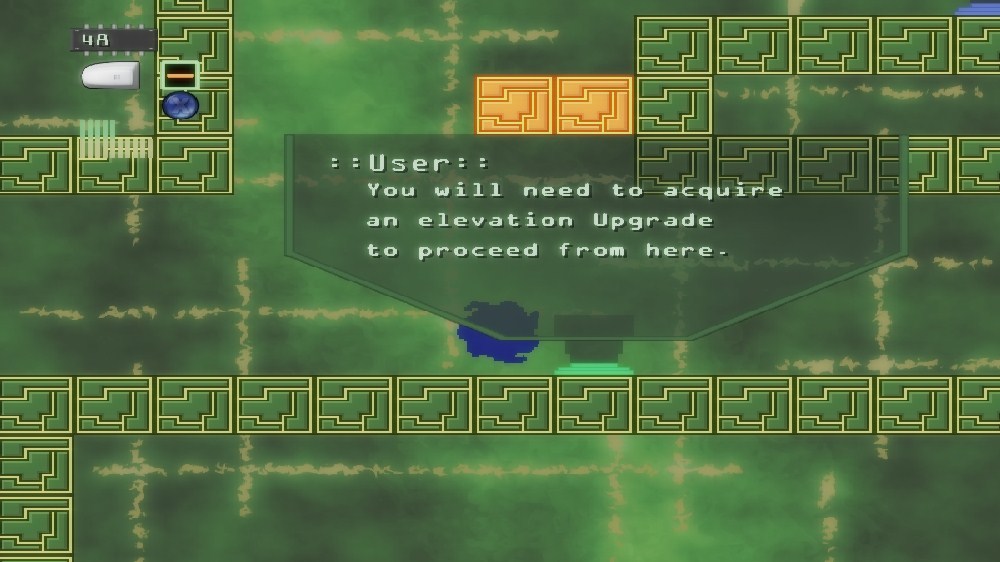 4A
::User::
You will need to acquire
an elevation Upgrade
to proceed from here.